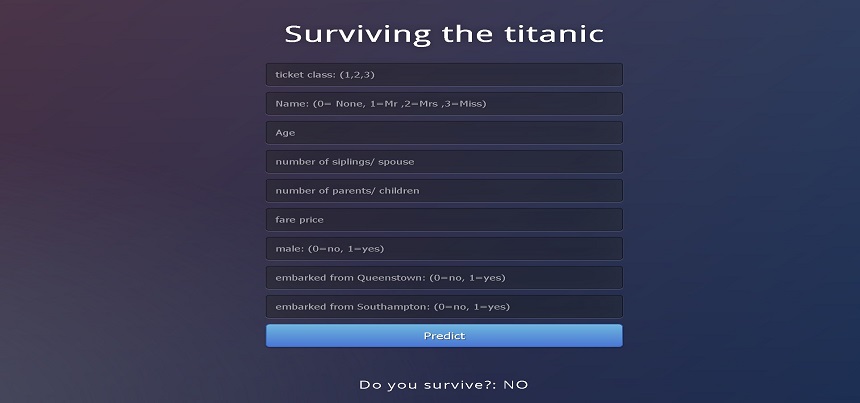 Surviving the titanic
ticket class: (1,2,3)
Name: (0= None, 1=Mr ,2=Mrs ,3=Miss)
Age
number of siplings/ spouse
number of parents/ children
fare price
male: (0=no, 1=yes)
embarked from Queenstown: (0=no, 1=yes)
embarked from Southampton: (0=no, 1=yes)
Predict
Do you survive?: NO